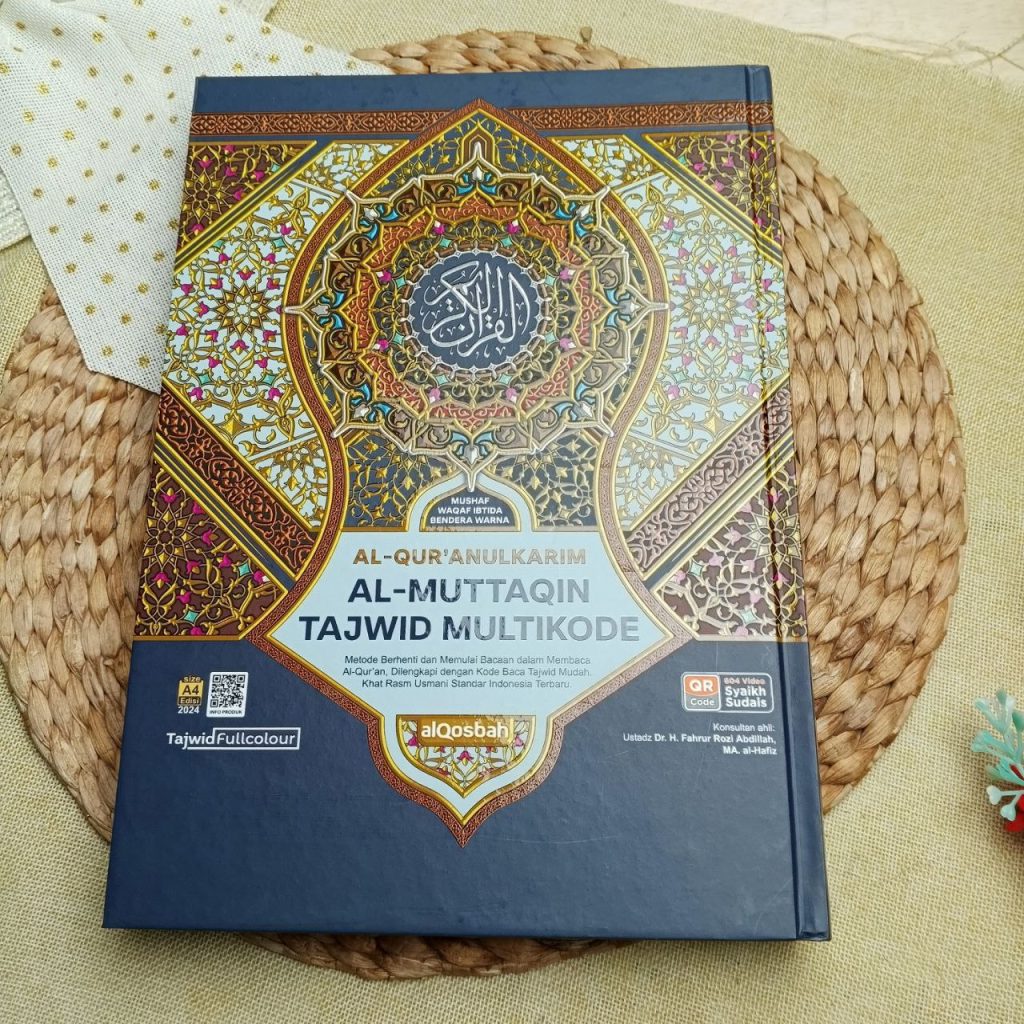 القرآن الكريم
MUSHAF
WAQAF IBTIDA
BENDERA WARNA
AL-QUR'ANULKARIM
AL-MUTTAQIN
TAJWID MULTIKODE
Metode Berhenti dan Memulai Bacaan dalam Membaca
Al-Qur'an, Dilengkapi dengan Kode Baca Tajwid Mudah.
Khat Rasm Usmani Standar Indonesia Terbaru.
size
A4
Edisi
2024
INFO PRODUK
TajwidFullcolour
alQosbah
QR
Code
604 Video
Syaikh
Sudais
Konsultan ahli:
Ustadz Dr. H. Fahrur Rozi Abdillah,
MA. al-Hafiz